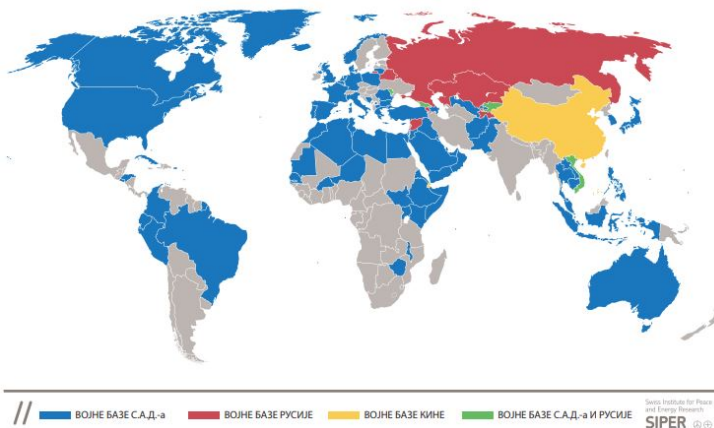 // ВОЈНЕ БАЗЕ С.А.Д.-а ВОЈНЕ БАЗЕ РУСИЈЕ ВОЈНЕ БАЗЕ КИНЕ ВОЈНЕ БАЗЕ С.А.Д.-а И РУСИЈЕ
Swiss Institute for Peace
and Energy Research
SIPER